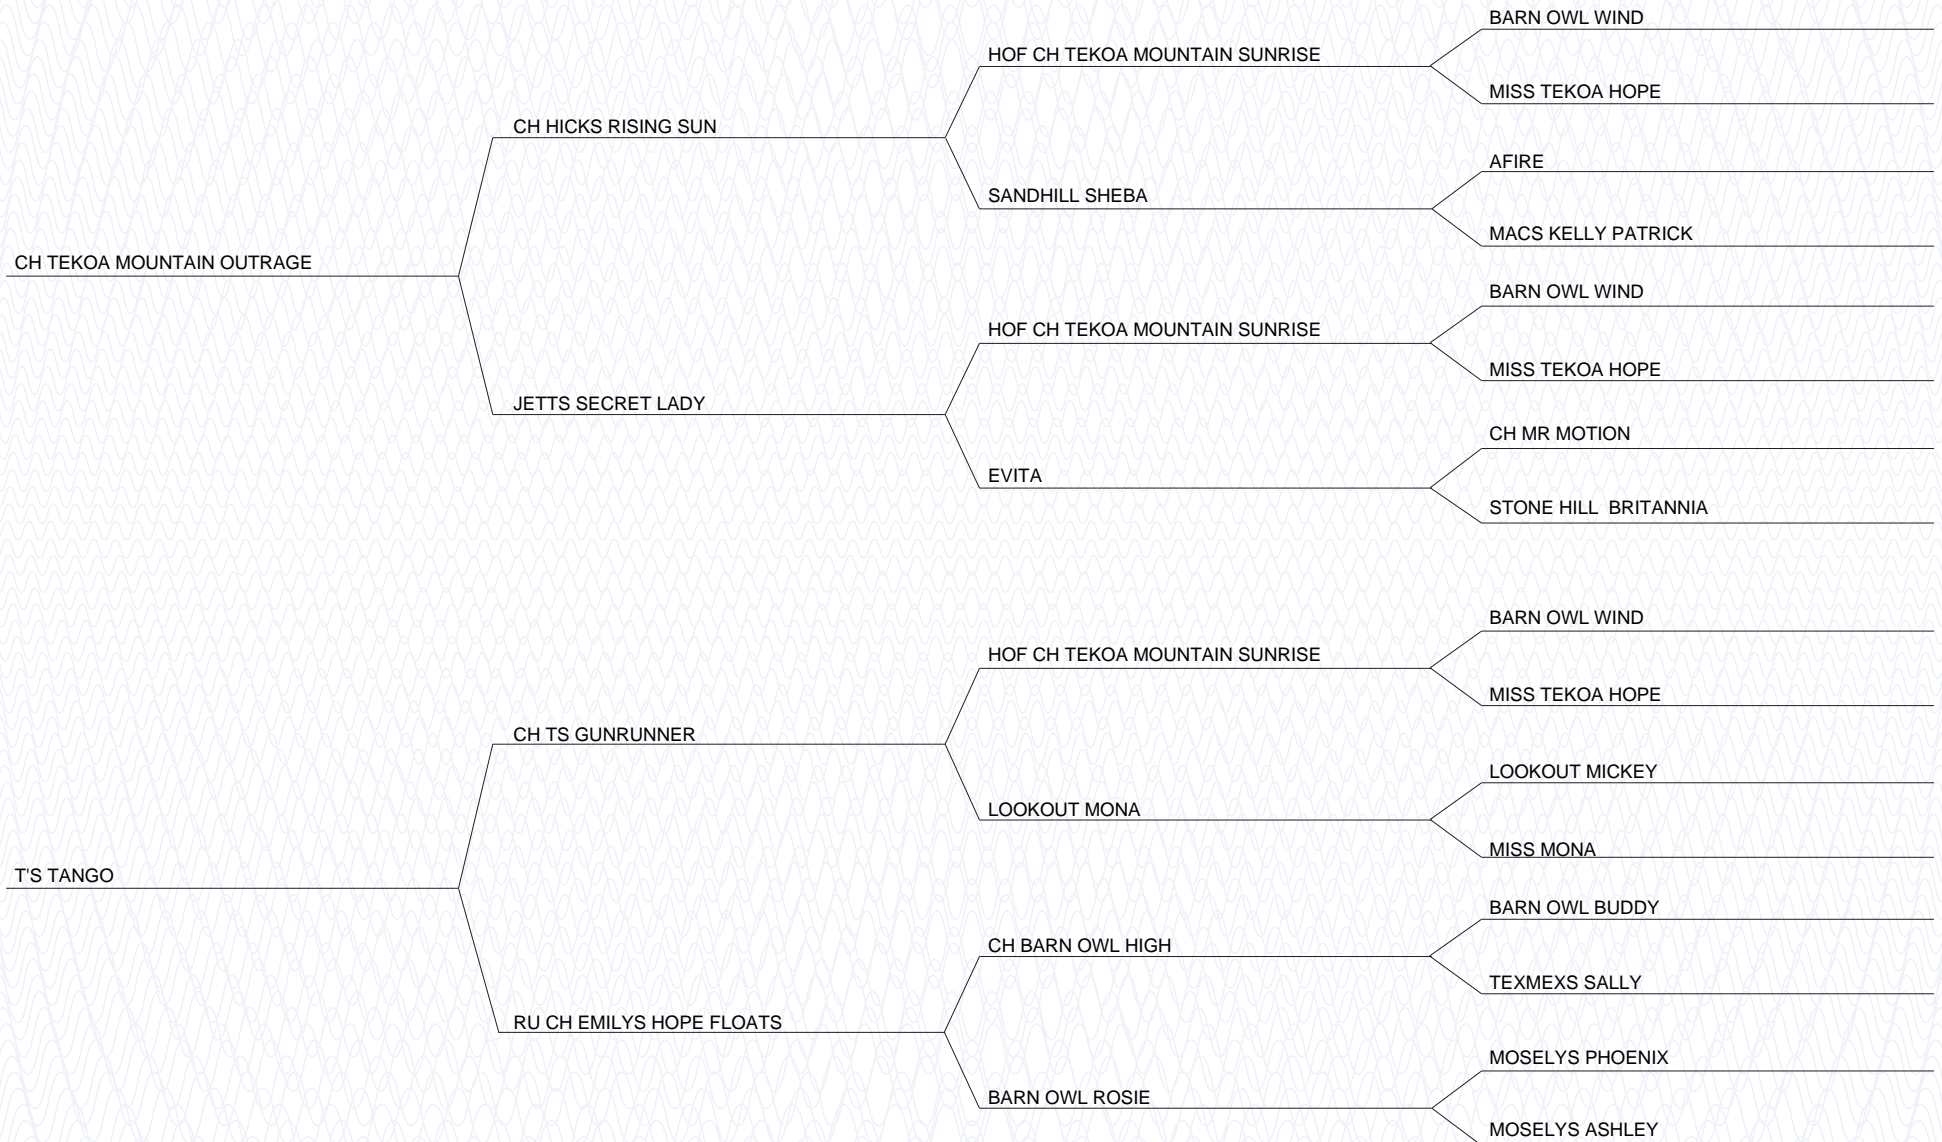 BARN OWL WIND
HOF CH TEKOA MOUNTAIN SUNRISE
MISS TEKOA HOPE
CH HICKS RISING SUN
AFIRE
SANDHILL SHEBA
MACS KELLY PATRICK
CH TEKOA MOUNTAIN OUTRAGE
BARN OWL WIND
HOF CH TEKOA MOUNTAIN SUNRISE
MISS TEKOA HOPE
JETTS SECRET LADY
CH MR MOTION
EVITA
STONE HILL  BRITANNIA
BARN OWL WIND
HOF CH TEKOA MOUNTAIN SUNRISE
MISS TEKOA HOPE
CH TS GUNRUNNER
LOOKOUT MICKEY
LOOKOUT MONA
MISS MONA
T'S TANGO
BARN OWL BUDDY
CH BARN OWL HIGH
TEXMEXS SALLY
RU CH EMILYS HOPE FLOATS
MOSELYS PHOENIX
BARN OWL ROSIE
MOSELYS ASHLEY